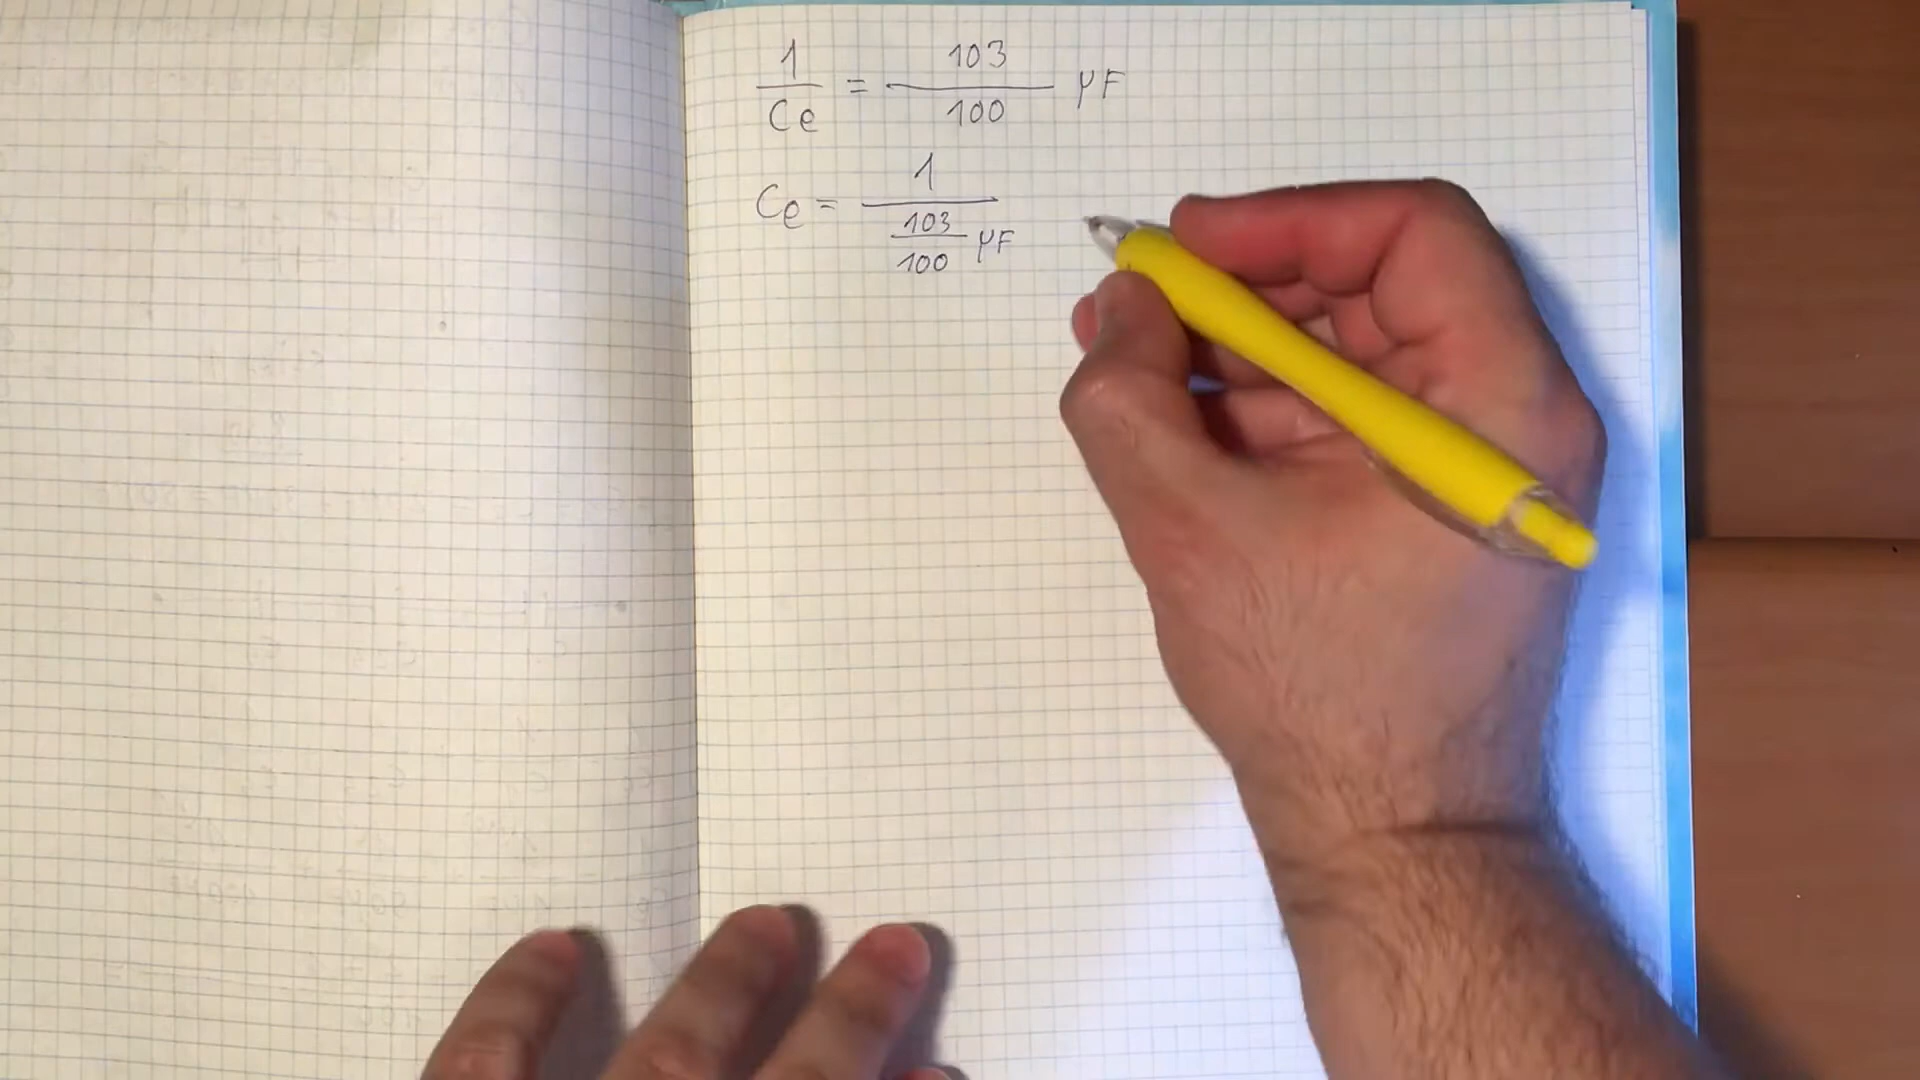 1/Ce = 103/100 μF
Ce = 1/(103/100 μF)